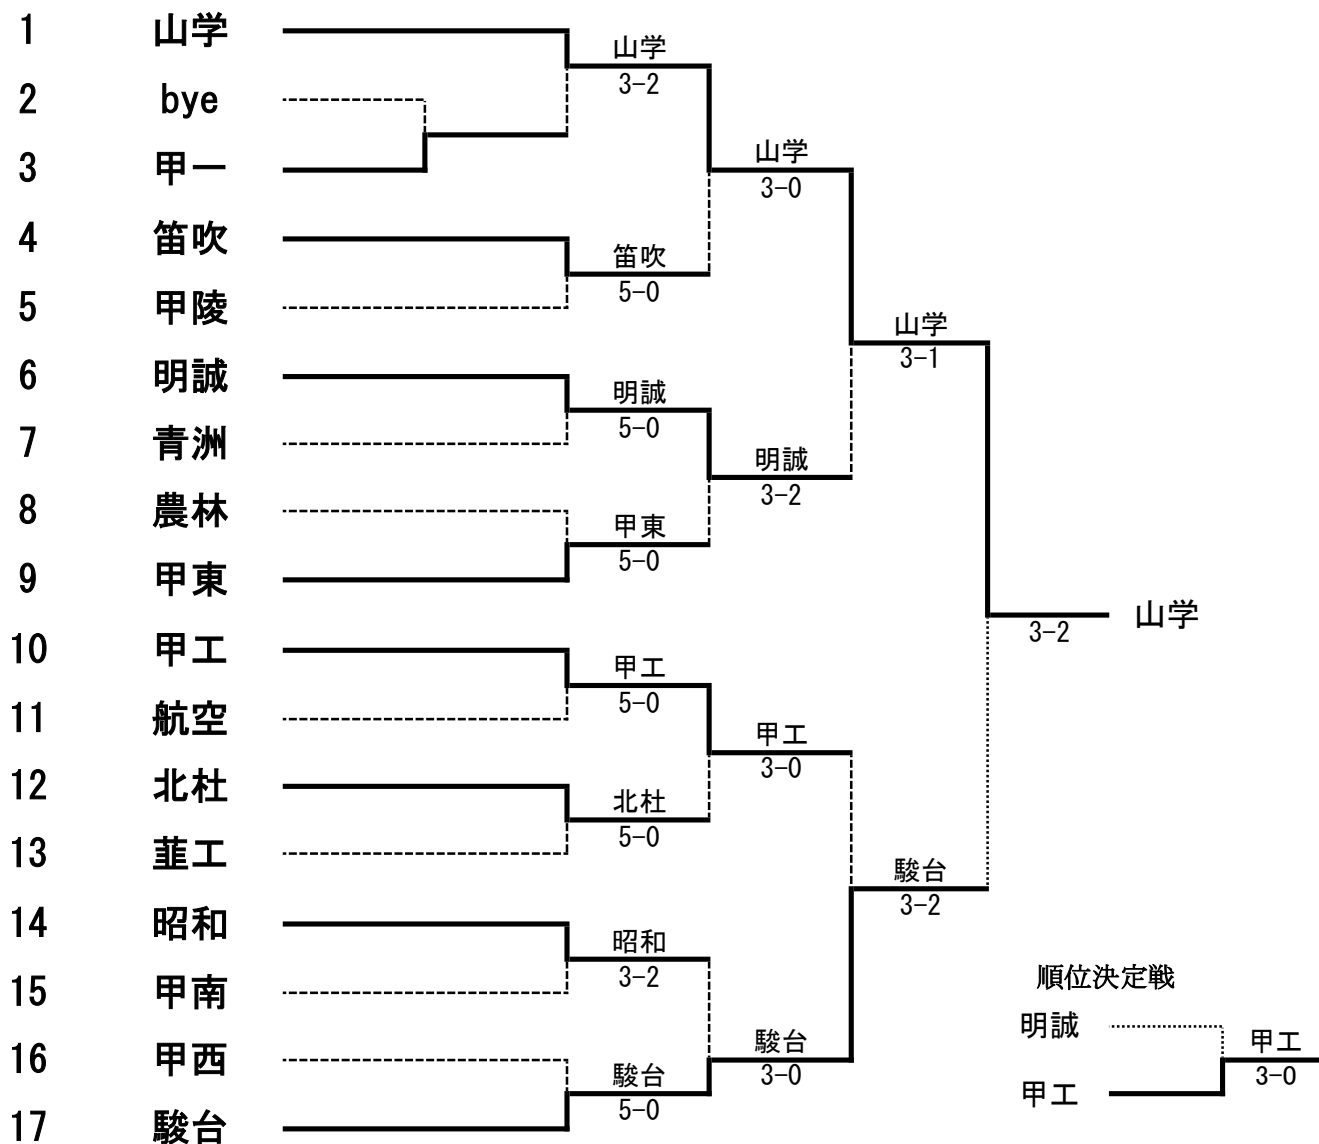 1 山学
山学
3-2
2 bye
山学
3-0
3 甲一
4 笛吹
笛吹
5-0
5 甲陵
山学
3-1
6 明誠
明誠
5-0
7 青洲
明誠
3-2
8 農林
甲東
5-0
9 甲東
3-2
山学
10 甲工
甲工
5-0
11 航空
甲工
3-0
12 北杜
北杜
5-0
13 韮工
駿台
3-2
14 昭和
昭和
3-2
15 甲南
駿台
3-0
16 甲西
駿台
5-0
17 駿台
順位決定戦
明誠
甲工
3-0
甲工